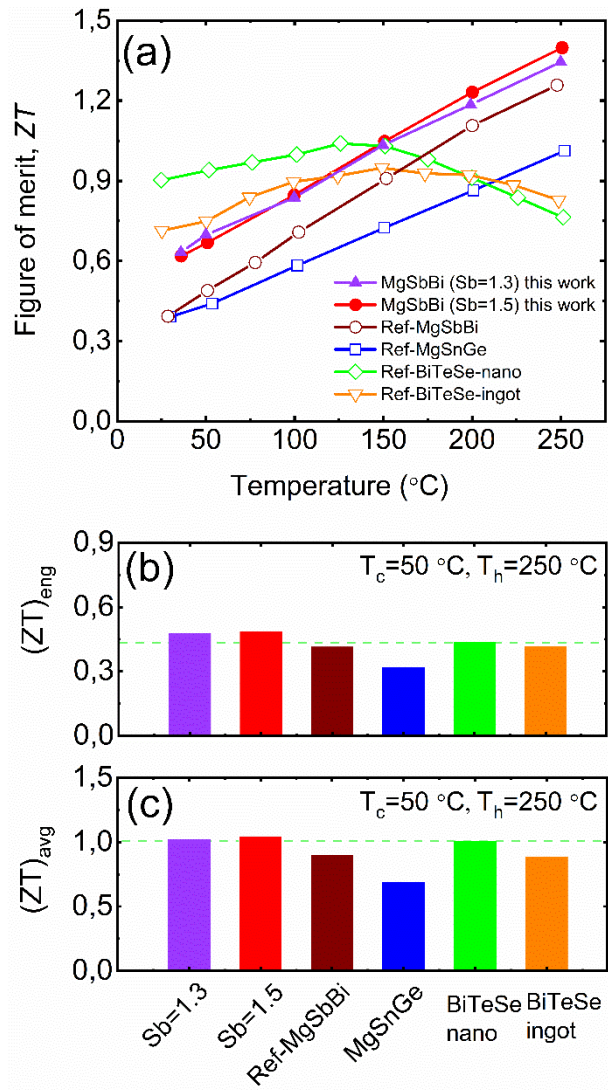 (a)
1,5
1,2
0,9
0,6
0,3
0,0
Figure of merit, ZT
MgSbBi (Sb=1.3) this work
MgSbBi (Sb=1.5) this work
Ref-MgSbBi
Ref-MgSnGe
Ref-BiTeSe-nano
Ref-BiTeSe-ingot
0 50 100 150 200 250
Temperature (°C)
(b)
T_c=50 °C, T_h=250 °C
0,9
0,6
0,3
0,0
(ZT)eng
(c)
T_c=50 °C, T_h=250 °C
1,5
1,0
0,5
0,0
(ZT)avg
Sb=1.3
Sb=1.5
Ref-MgSbBi
MgSnGe
BiTeSe
nano
BiTeSe
ingot